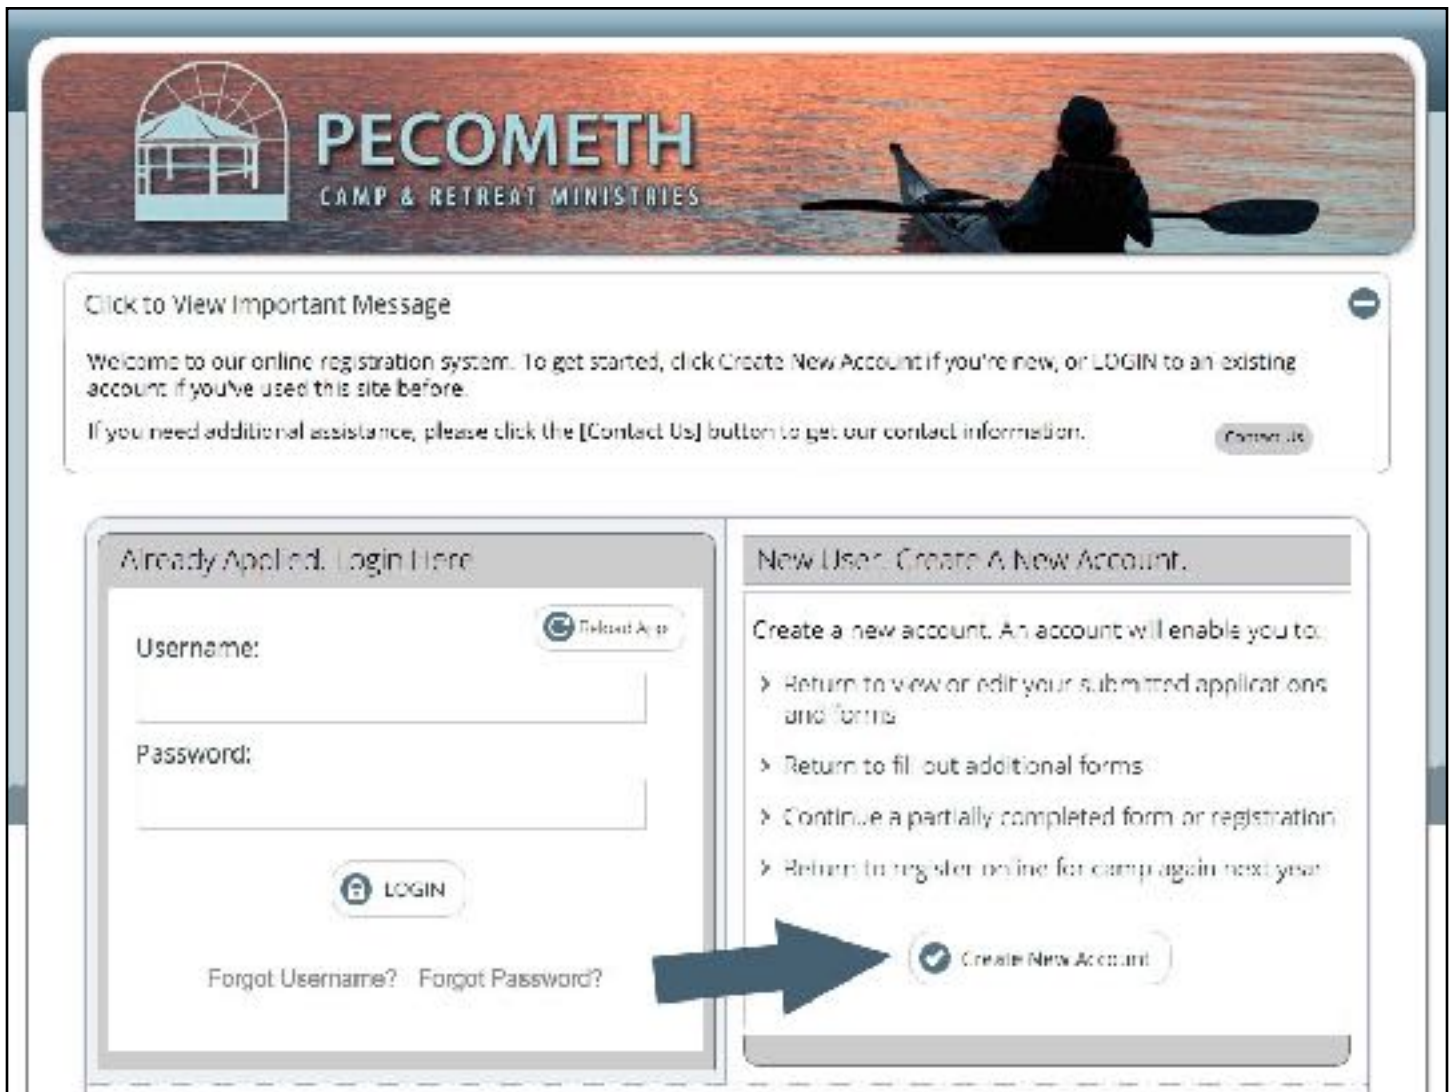 PECOMETH
CAMP & RETREAT MINISTRIES
Click to View Important Message
Welcome to our online registration system. To get started, click Create New Account if you're new, or LOGIN to an existing
account if you've used this site before.
If you need additional assistance, please click the [Contact Us] button to get our contact information.
Contact Us
Already Applied. Login Here
New User. Create A New Account.
Reload App
Username:
Password:
LOGIN
Forgot Username? Forgot Password?
Create a new account. An account will enable you to:
> Return to view or edit your submitted applications
and forms
> Return to fill out additional forms
> Continue a partially completed form or registration
> Return to register online for camp again next year
Create New Account